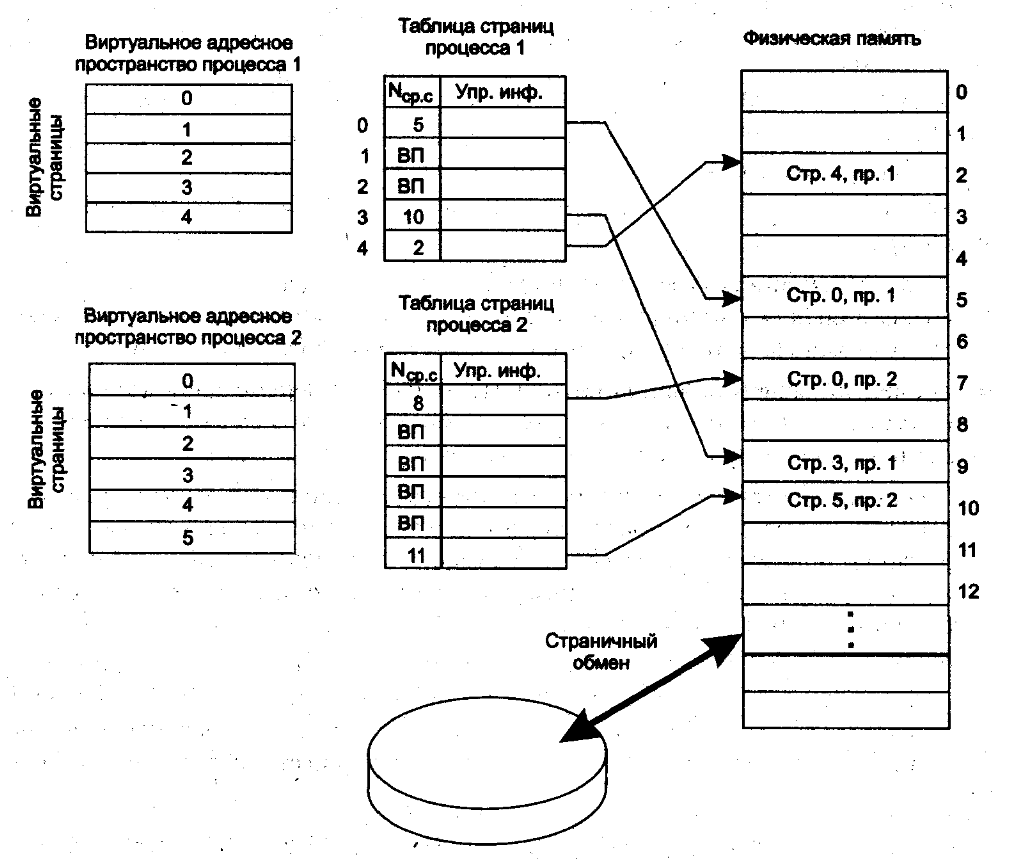 Виртуальное адресное
пространство процесса 1
Виртуальные
страницы
0
1
2
3
4
Таблица страниц
процесса 1
Nср.с Упр. инф.
0 5
1 ВП
2 ВП
3 10
4 2
Виртуальное адресное
пространство процесса 2
Виртуальные
страницы
0
1
2
3
4
5
Таблица страниц
процесса 2
Nср.с Упр. инф.
8
ВП
ВП
ВП
ВП
11
Физическая память
0
1
Стр. 4, пр. 1 2
3
4
Стр. 0, пр. 1 5
6
Стр. 0, пр. 2 7
8
Стр. 3, пр. 1 9
Стр. 5, пр. 2 10
11
12
Страничный
обмен